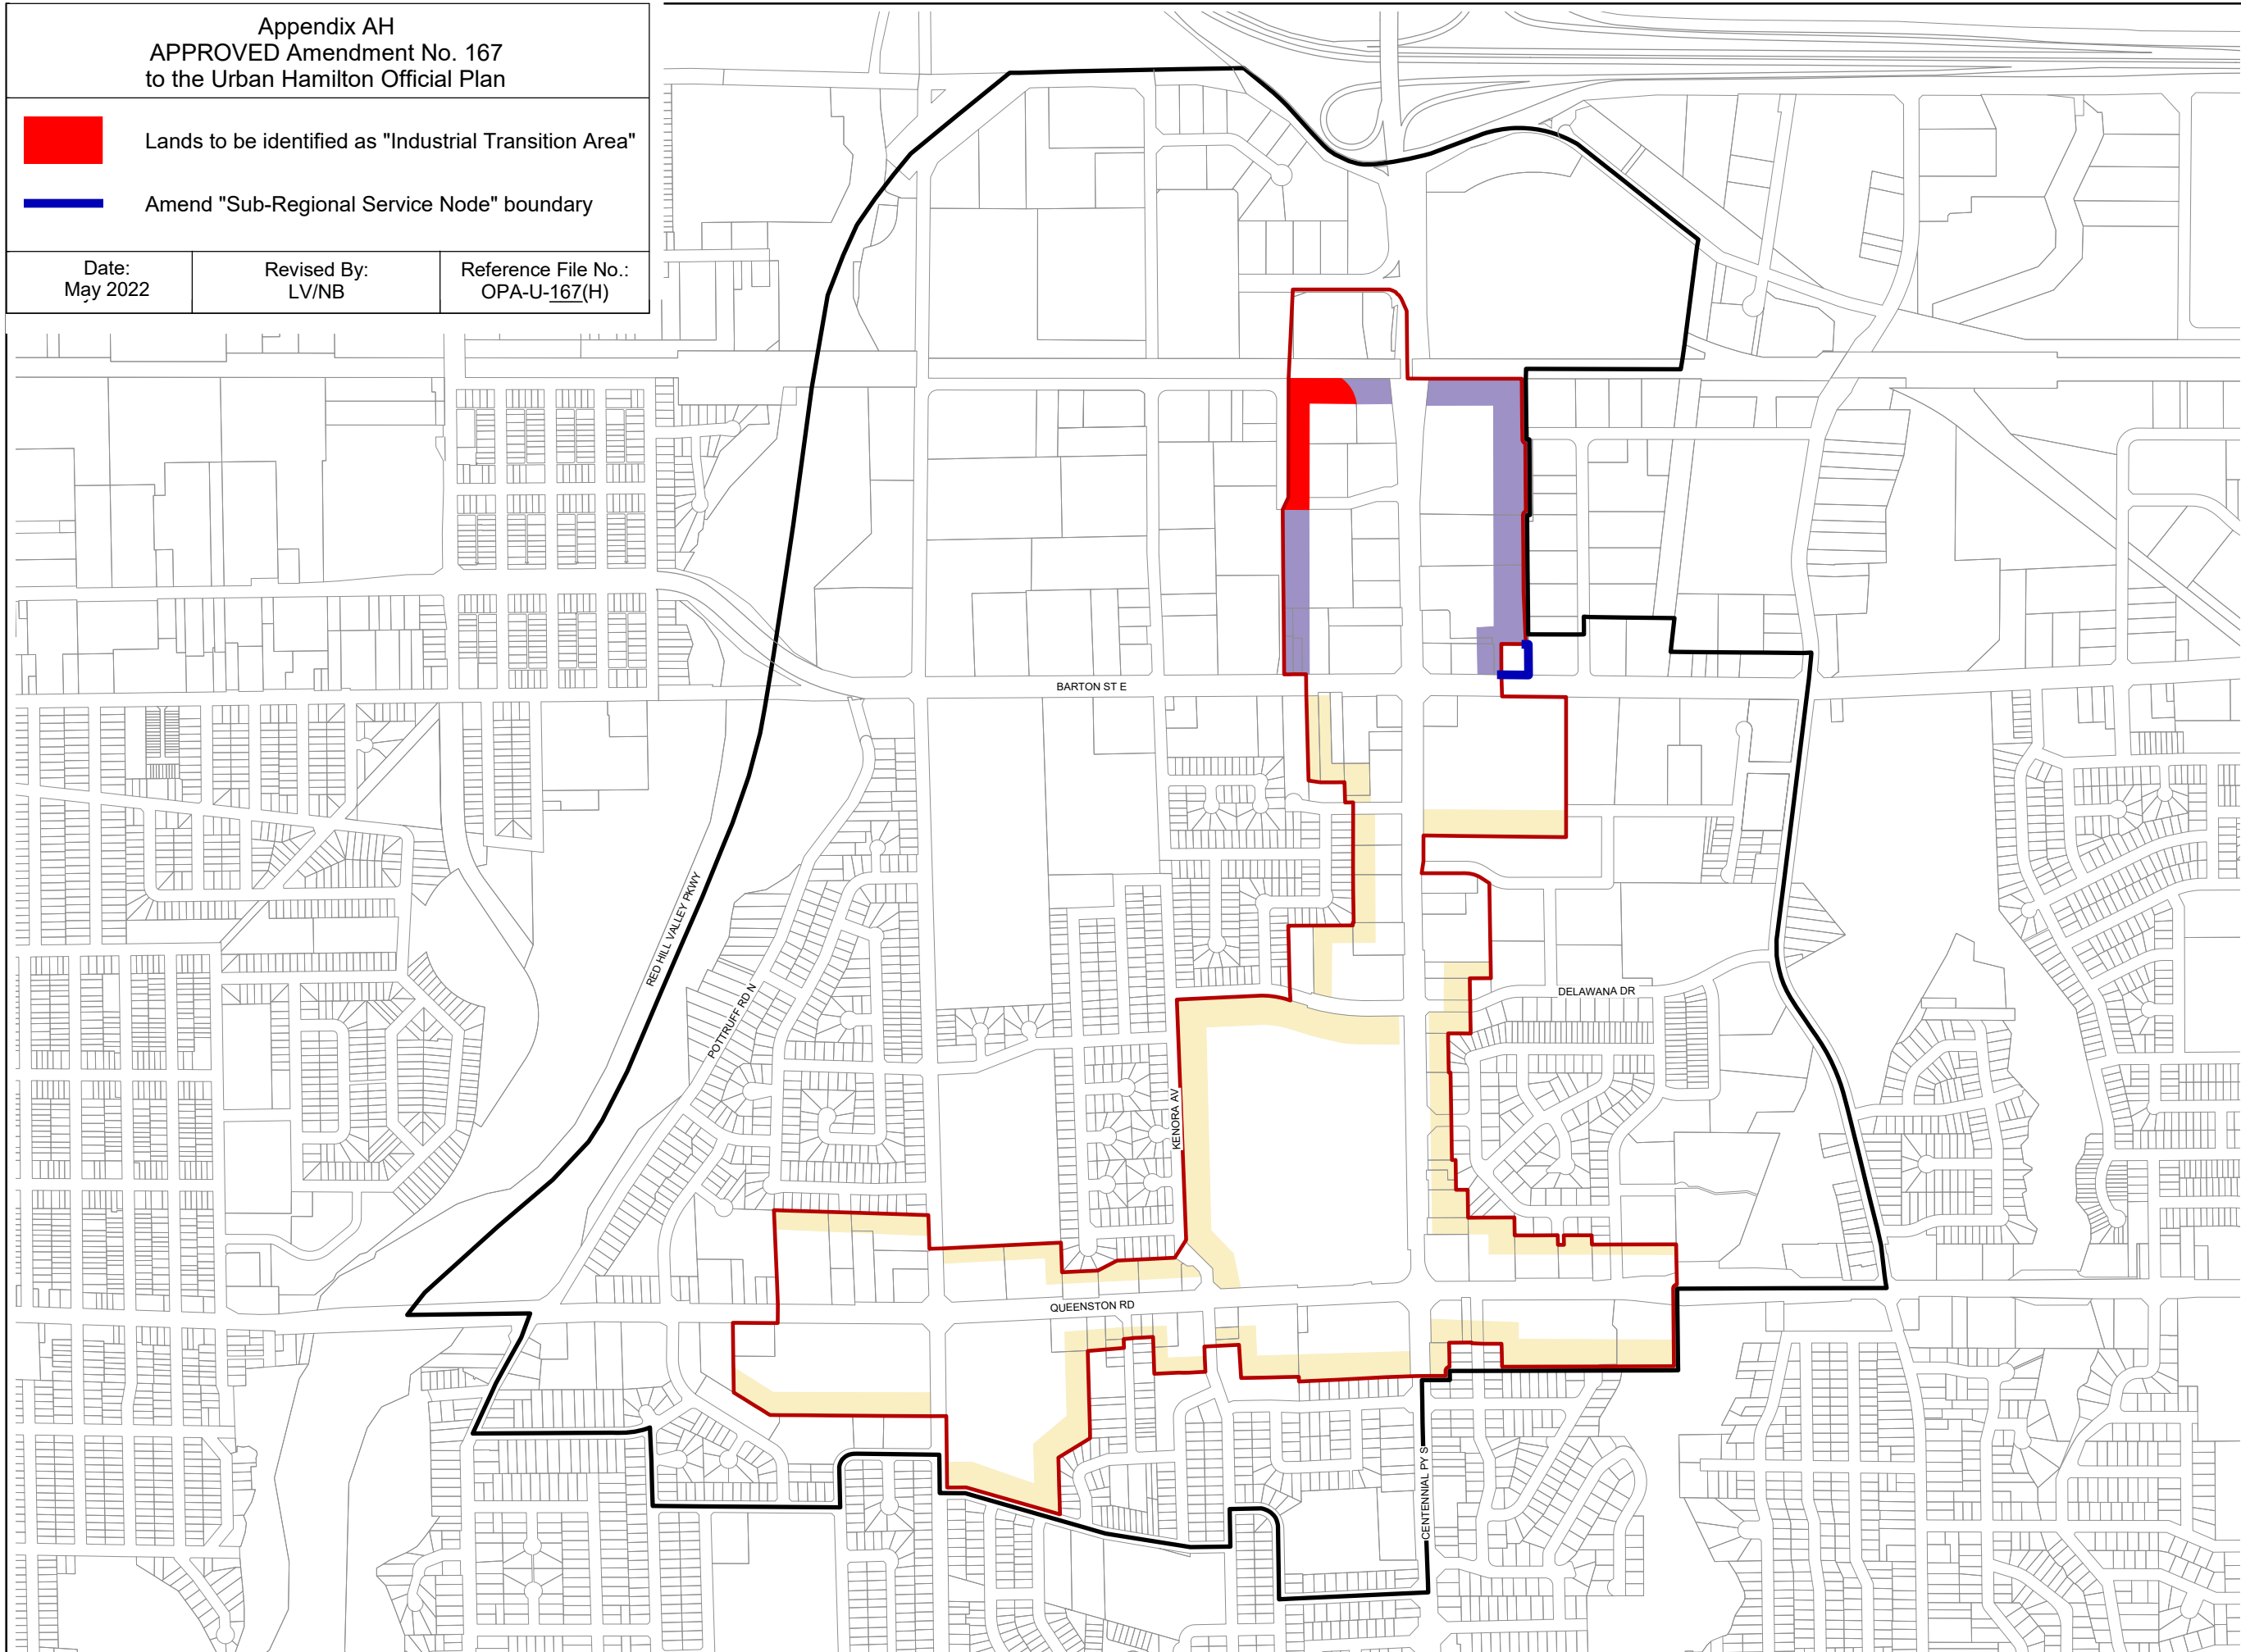 Appendix AH
APPROVED Amendment No. 167
to the Urban Hamilton Official Plan
Lands to be identified as "Industrial Transition Area"
Amend "Sub-Regional Service Node" boundary
Date:
May 2022
Revised By:
LV/NB
Reference File No.:
OPA-U-167(H)
BARTON ST E
RED HILL VALLEY PKWY
POTTRUFF RD N
DELAWANA DR
KENORA AV
QUEENSTON RD
CENTENNIAL PY S